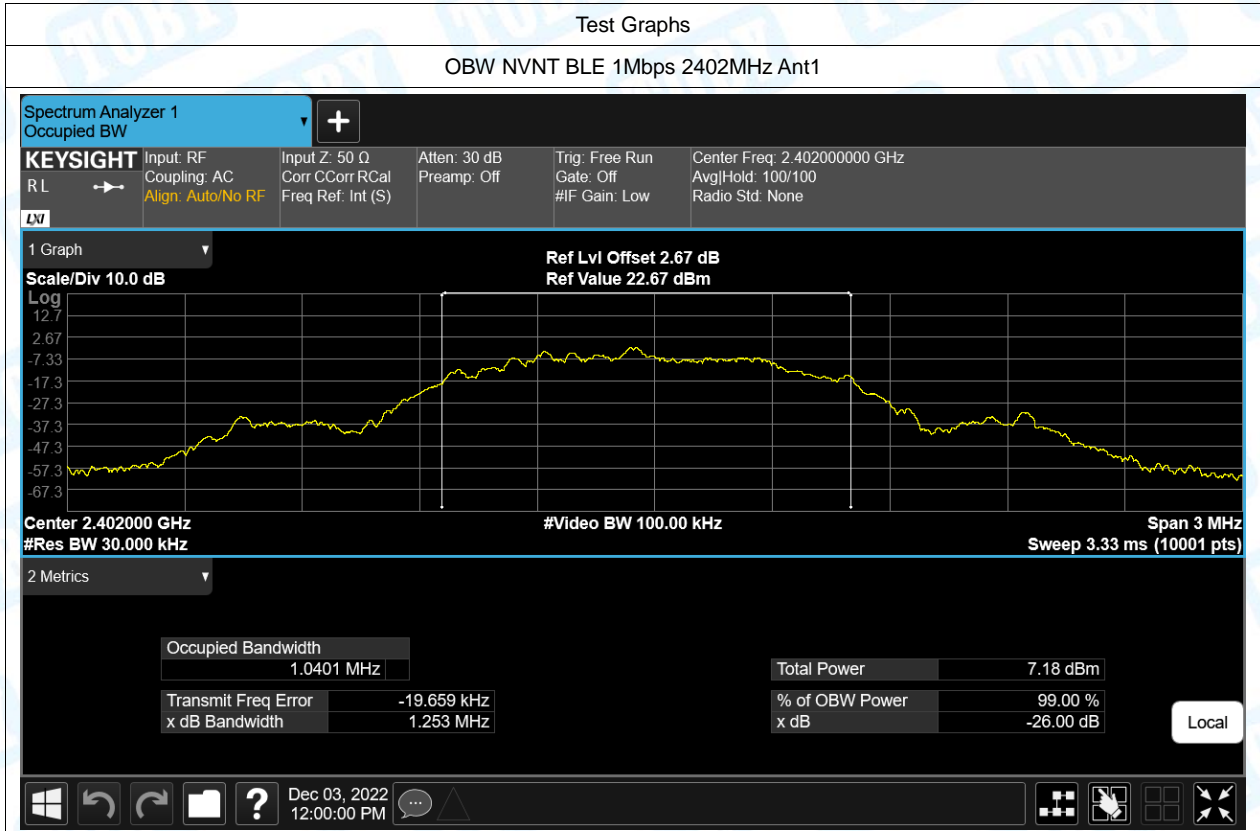 Test Graphs
OBW NVNT BLE 1Mbps 2402MHz Ant1
Spectrum Analyzer 1
Occupied BW
KEYSIGHT
R L
LXI
Input: RF
Coupling: AC
Align: Auto/No RF
Input Z: 50 Ω
Corr CCorr RCal
Freq Ref: Int (S)
Atten: 30 dB
Preamp: Off
Trig: Free Run
Gate: Off
#IF Gain: Low
Center Freq: 2.402000000 GHz
Avg|Hold: 100/100
Radio Std: None
1 Graph
Scale/Div 10.0 dB
Ref Lvl Offset 2.67 dB
Ref Value 22.67 dBm
Log
12.7
2.67
-7.33
-17.3
-27.3
-37.3
-47.3
-57.3
-67.3
Center 2.402000 GHz
#Video BW 100.00 kHz
Span 3 MHz
#Res BW 30.000 kHz
Sweep 3.33 ms (10001 pts)
2 Metrics
Occupied Bandwidth
1.0401 MHz
Total Power 7.18 dBm
Transmit Freq Error -19.659 kHz
% of OBW Power 99.00 %
x dB Bandwidth 1.253 MHz
x dB -26.00 dB
Local
?
Dec 03, 2022
12:00:00 PM
TOBY